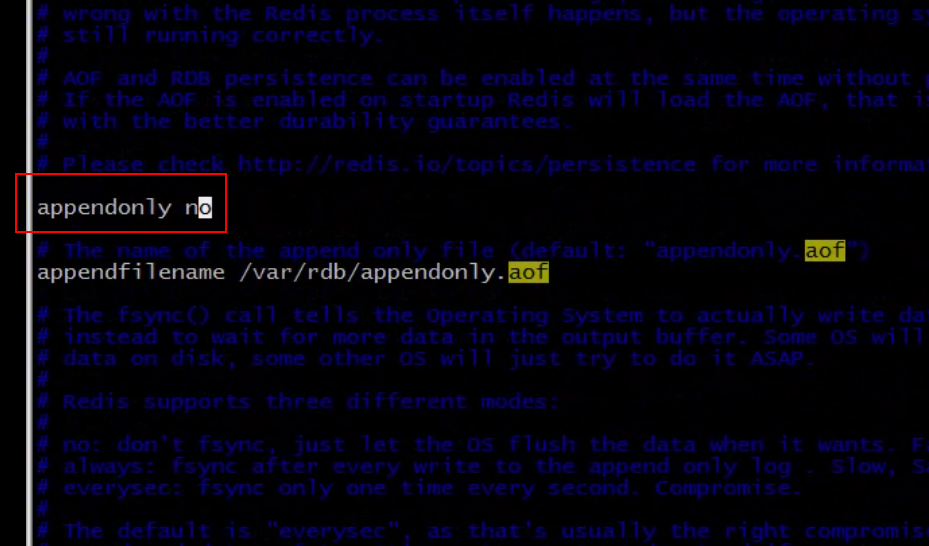 # wrong with the Redis process itself happens, but the operating s
# still running correctly.
#
# AOF and RDB persistence can be enabled at the same time without
# If the AOF is enabled on startup Redis will load the AOF, that i
# with the better durability guarantees.
#
# Please check http://redis.io/topics/persistence for more informa
appendonly no
# The name of the append only file (default: "appendonly.aof")
appendfilename /var/rdb/appendonly.aof
# The fsync() call tells the Operating System to actually write da
# instead to wait for more data in the output buffer. Some OS will
# data on disk, some other OS will just try to do it ASAP.
#
# Redis supports three different modes:
#
# no: don't fsync, just let the OS flush the data when it wants. F
# always: fsync after every write to the append only log . Slow, S
# everysec: fsync only one time every second. Compromise.
#
# The default is "everysec", as that's usually the right compromis